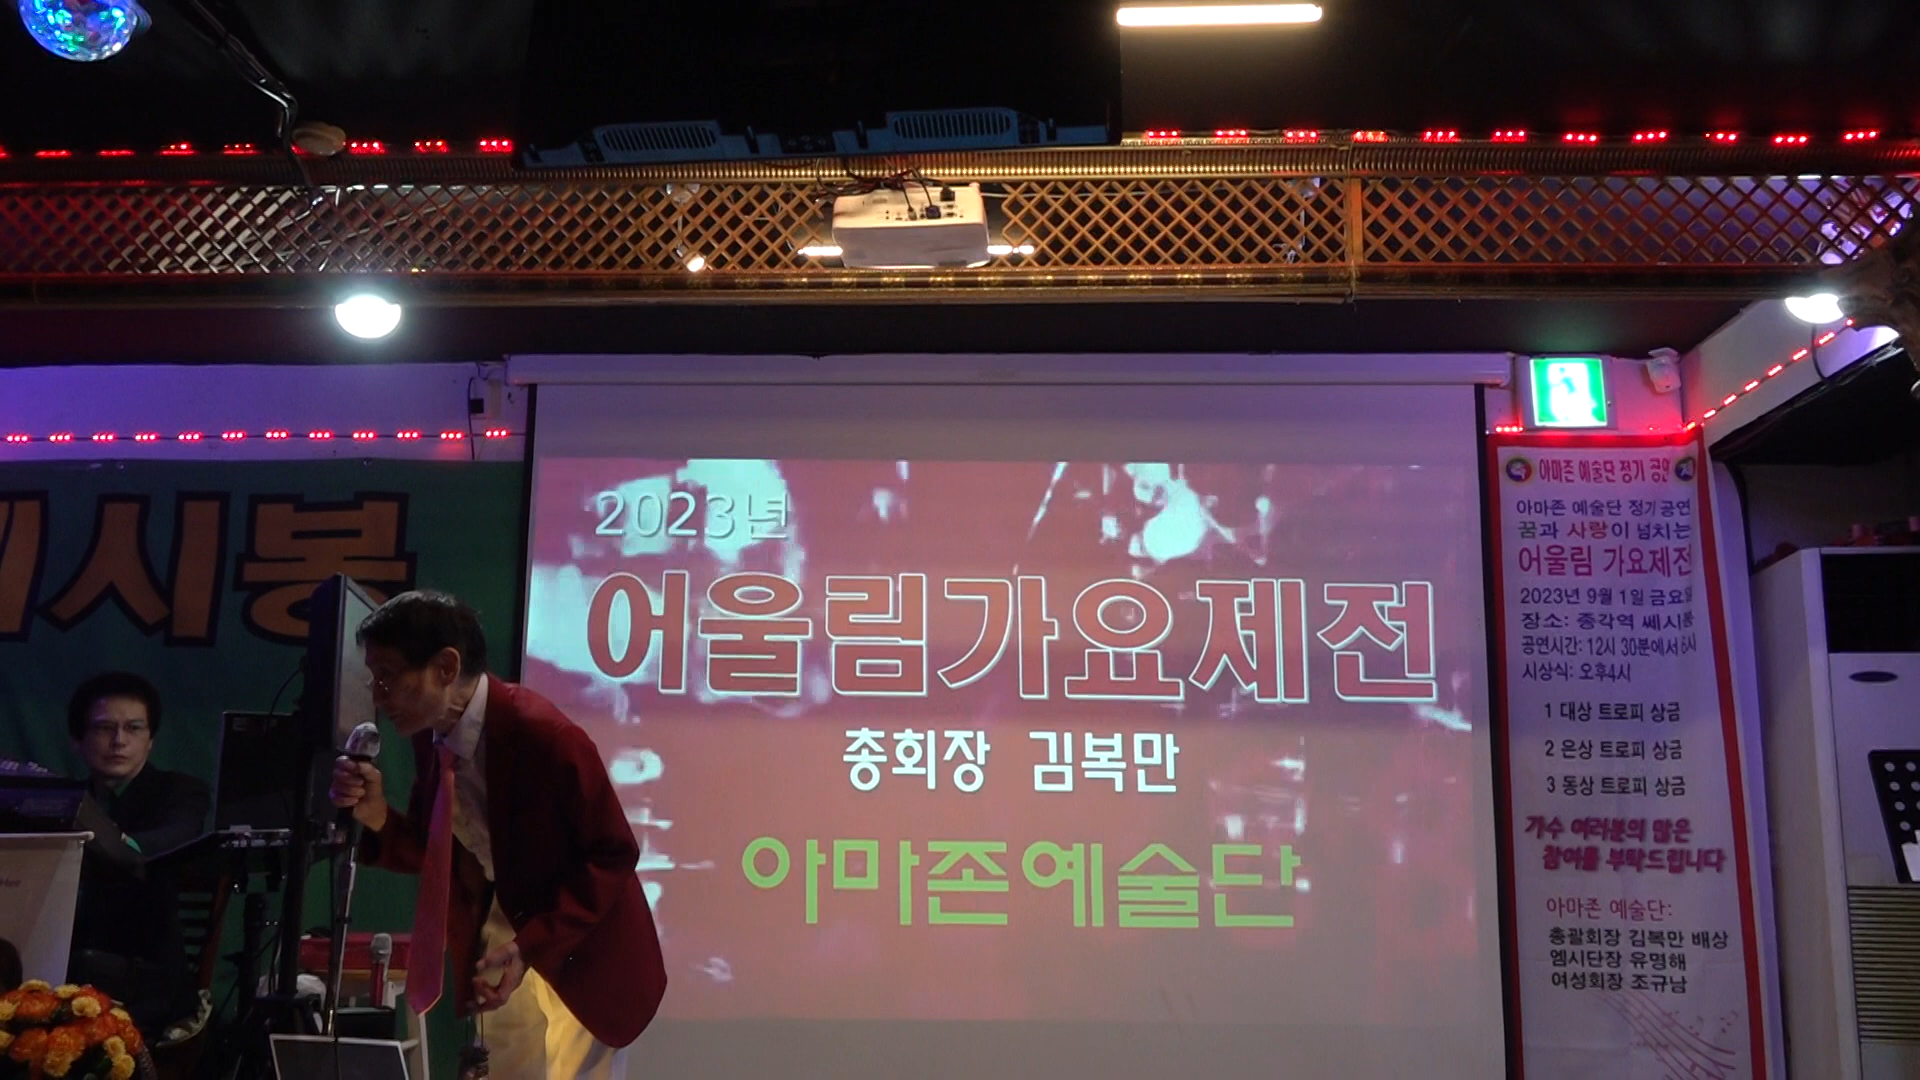 시봉
2023년
어울림가요제전
총회장 김복만
아마존예술단
축 아마존 예술단 정기 공연
아마존 예술단 정기공연
꿈과 사랑이 넘치는
어울림 가요제전
2023년 9월 1일 금요일
장소: 종각역 쎄시봉
공연시간: 12시 30분에서 6시
시상식: 오후4시
1 대상 트로피 상금
2 은상 트로피 상금
3 동상 트로피 상금
가수 여러분의 많은
참여를 부탁드립니다
아마존 예술단:
총괄회장 김복만 배상
엠시단장 유명해
여성회장 조규남